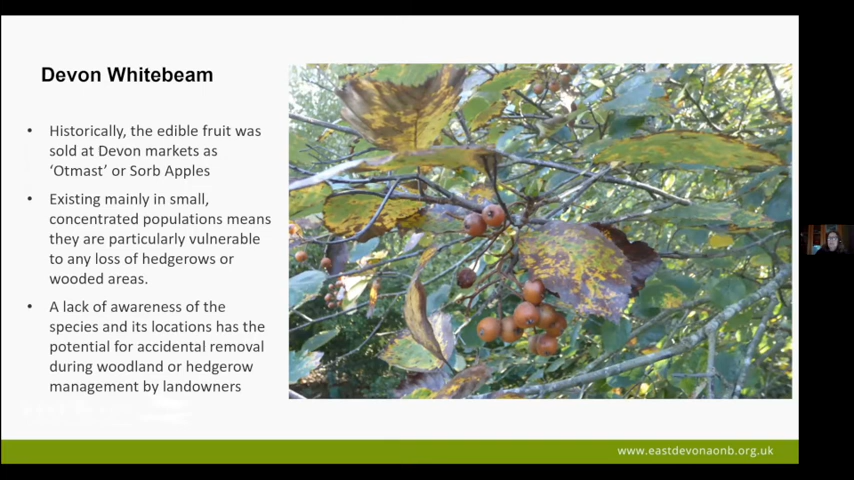 Devon Whitebeam
• Historically, the edible fruit was
sold at Devon markets as
‘Otmast’ or Sorb Apples
• Existing mainly in small,
concentrated populations means
they are particularly vulnerable
to any loss of hedgerows or
wooded areas.
• A lack of awareness of the
species and its locations has the
potential for accidental removal
during woodland or hedgerow
management by landowners
www.eastdevonaonb.org.uk